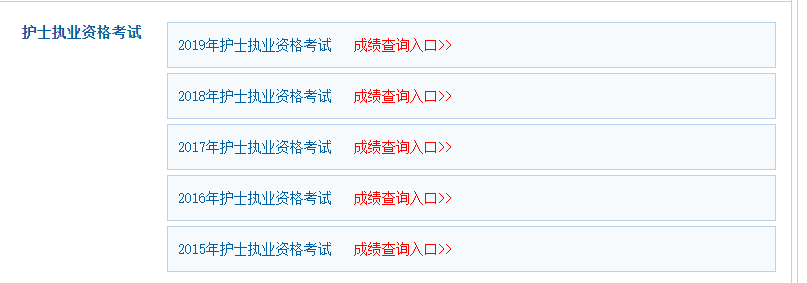 护士执业资格考试
2019年护士执业资格考试 成绩查询入口>>
2018年护士执业资格考试 成绩查询入口>>
2017年护士执业资格考试 成绩查询入口>>
2016年护士执业资格考试 成绩查询入口>>
2015年护士执业资格考试 成绩查询入口>>